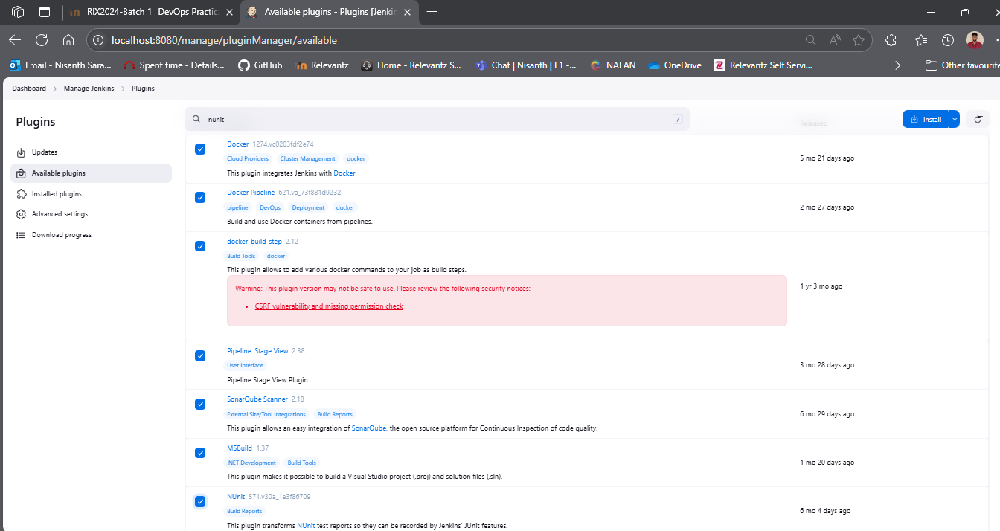 RIX2024-Batch 1_ DevOps Practica
Available plugins - Plugins [Jenkin
localhost:8080/manage/pluginManager/available
Email - Nisanth Sara...
Spent time - Details...
GitHub
Relevantz
Home - Relevantz S...
Chat | Nisanth | L1 -...
NALAN
OneDrive
Relevantz Self Servi...
Other favourite
Dashboard
Manage Jenkins
Plugins
Plugins
nunit
/
Released
Install
Updates
Available plugins
Installed plugins
Advanced settings
Download progress
Docker 1274.vc0203fdf2e74
Cloud Providers Cluster Management docker
This plugin integrates Jenkins with Docker
5 mo 21 days ago
Docker Pipeline 621.va_73f881d9232
pipeline DevOps Deployment docker
Build and use Docker containers from pipelines.
2 mo 27 days ago
docker-build-step 2.12
Build Tools docker
This plugin allows to add various docker commands to your job as build steps.
Warning: This plugin version may not be safe to use. Please review the following security notices:
• CSRF vulnerability and missing permission check
1 yr 3 mo ago
Pipeline: Stage View 2.38
User Interface
Pipeline Stage View Plugin.
3 mo 28 days ago
SonarQube Scanner 2.18
External Site/Tool Integrations Build Reports
This plugin allows an easy integration of SonarQube, the open source platform for Continuous Inspection of code quality.
6 mo 29 days ago
MSBuild 1.37
.NET Development Build Tools
This plugin makes it possible to build a Visual Studio project (.proj) and solution files (.sln).
1 mo 20 days ago
NUnit 571.v30a_1e3f86709
Build Reports
This plugin transforms NUnit test reports so they can be recorded by Jenkins' JUnit features.
6 mo 4 days ago